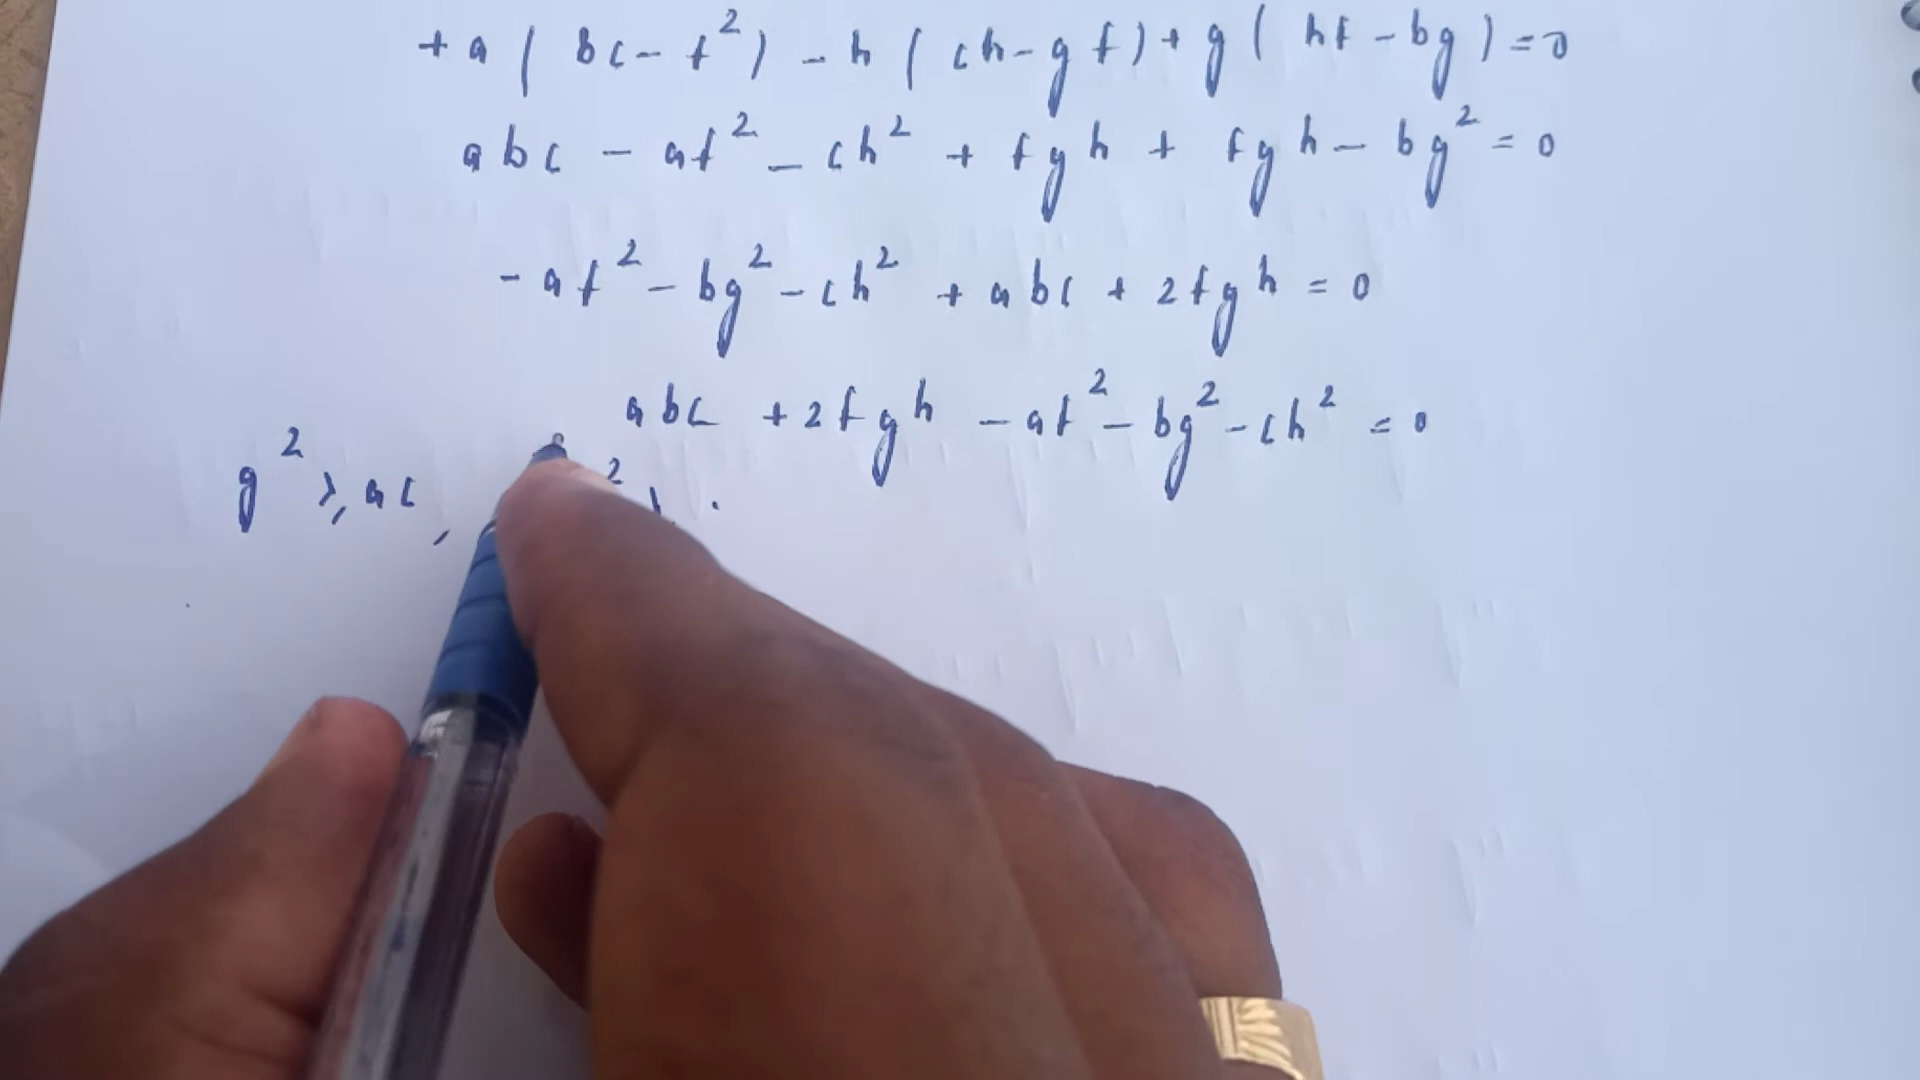 + a ( bc - f² ) - h ( ch - gf ) + g ( hf - bg ) = 0
abc - af² - ch² + fgh + fgh - bg² = 0
- af² - bg² - ch² + abc + 2fgh = 0
abc + 2fgh - af² - bg² - ch² = 0
g² ≥ ac,